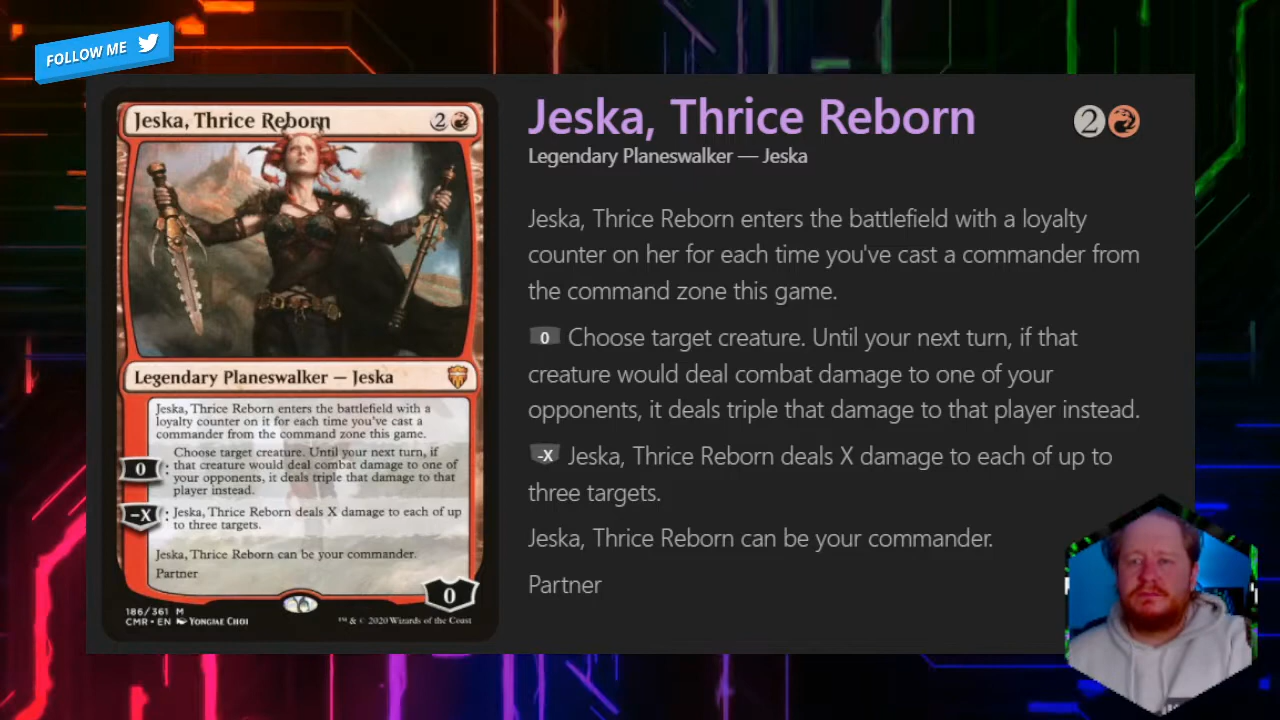 FOLLOW ME
Jeska, Thrice Reborn 2
Legendary Planeswalker — Jeska
Jeska, Thrice Reborn enters the battlefield with a
loyalty counter on it for each time you've cast a
commander from the command zone this game.
0 : Choose target creature. Until your next turn, if
that creature would deal combat damage to one of
your opponents, it deals triple that damage to that
player instead.
-X : Jeska, Thrice Reborn deals X damage to each of up
to three targets.
Jeska, Thrice Reborn can be your commander.
Partner
0
186/361 M
CMR • EN Yongjae Choi
™ & © 2020 Wizards of the Coast
Jeska, Thrice Reborn 2
Legendary Planeswalker — Jeska
Jeska, Thrice Reborn enters the battlefield with a loyalty
counter on her for each time you've cast a commander from
the command zone this game.
0 Choose target creature. Until your next turn, if that
creature would deal combat damage to one of your
opponents, it deals triple that damage to that player instead.
-X Jeska, Thrice Reborn deals X damage to each of up to
three targets.
Jeska, Thrice Reborn can be your commander.
Partner